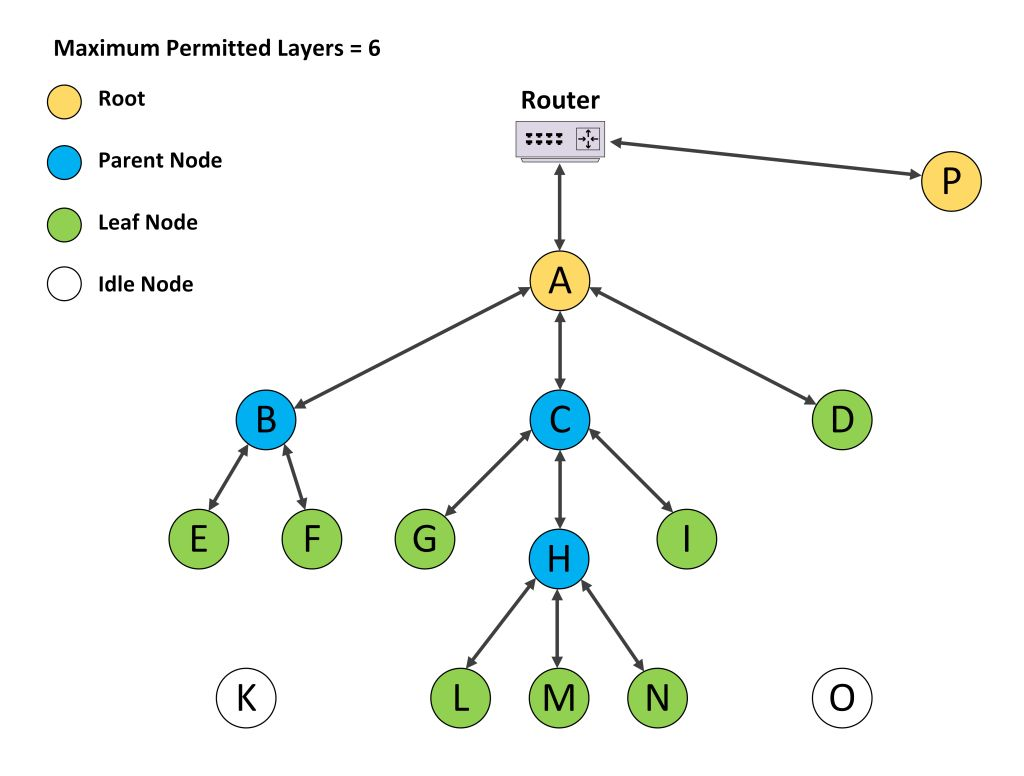 Maximum Permitted Layers = 6
Root
Router
Parent Node
P
Leaf Node
A
Idle Node
B
C
D
E
F
G
H
I
K
L
M
N
O